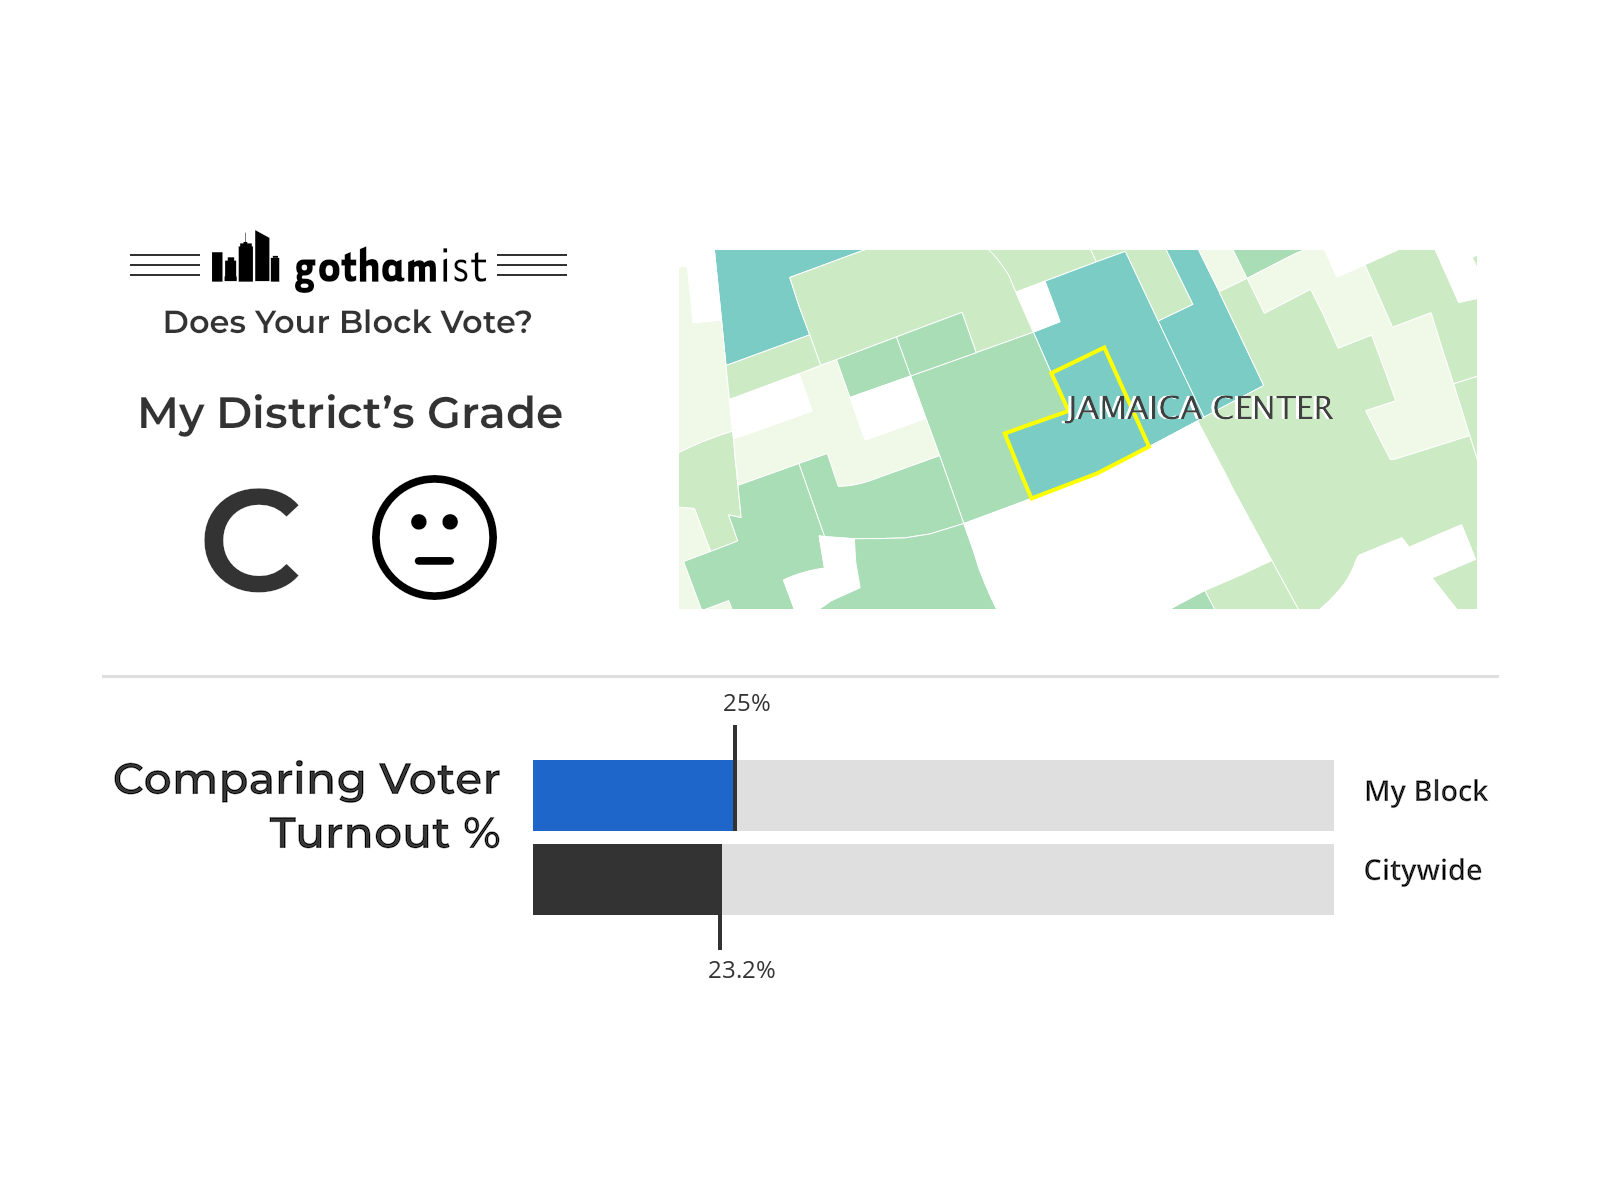 gothamist
Does Your Block Vote?
My District’s Grade
C
JAMAICA CENTER
25%
Comparing Voter
Turnout %
My Block
Citywide
23.2%